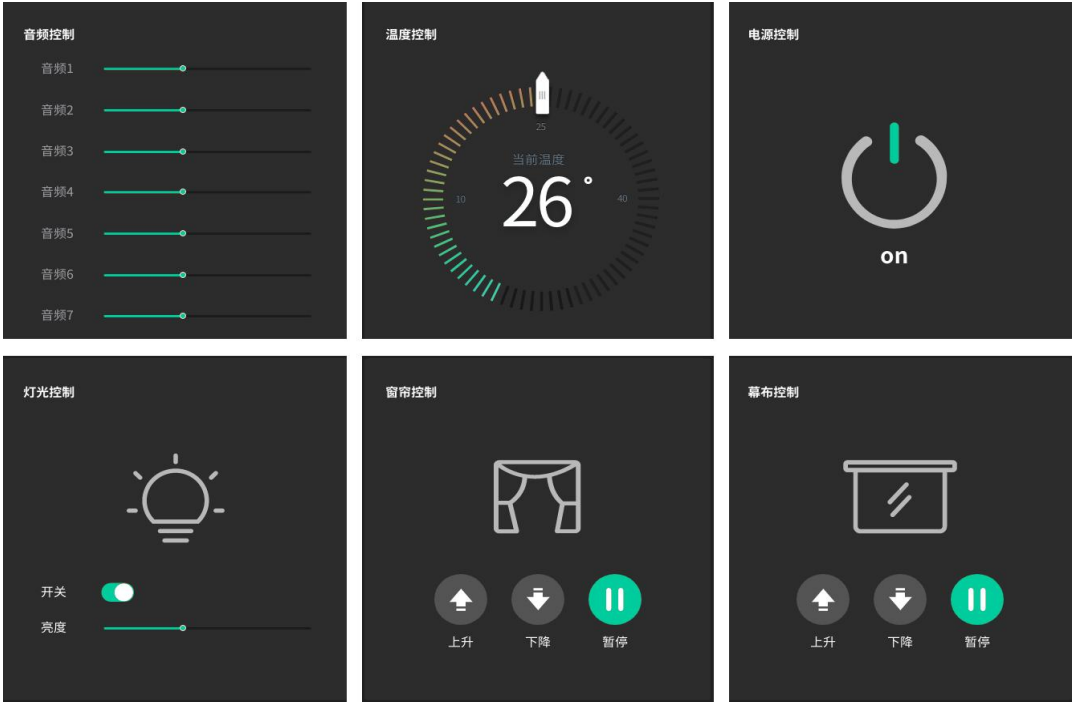 音频控制
音频1
音频2
音频3
音频4
音频5
音频6
音频7
温度控制
25
当前温度
26°
10
40
电源控制
on
灯光控制
开关
亮度
窗帘控制
上升
下降
暂停
幕布控制
上升
下降
暂停